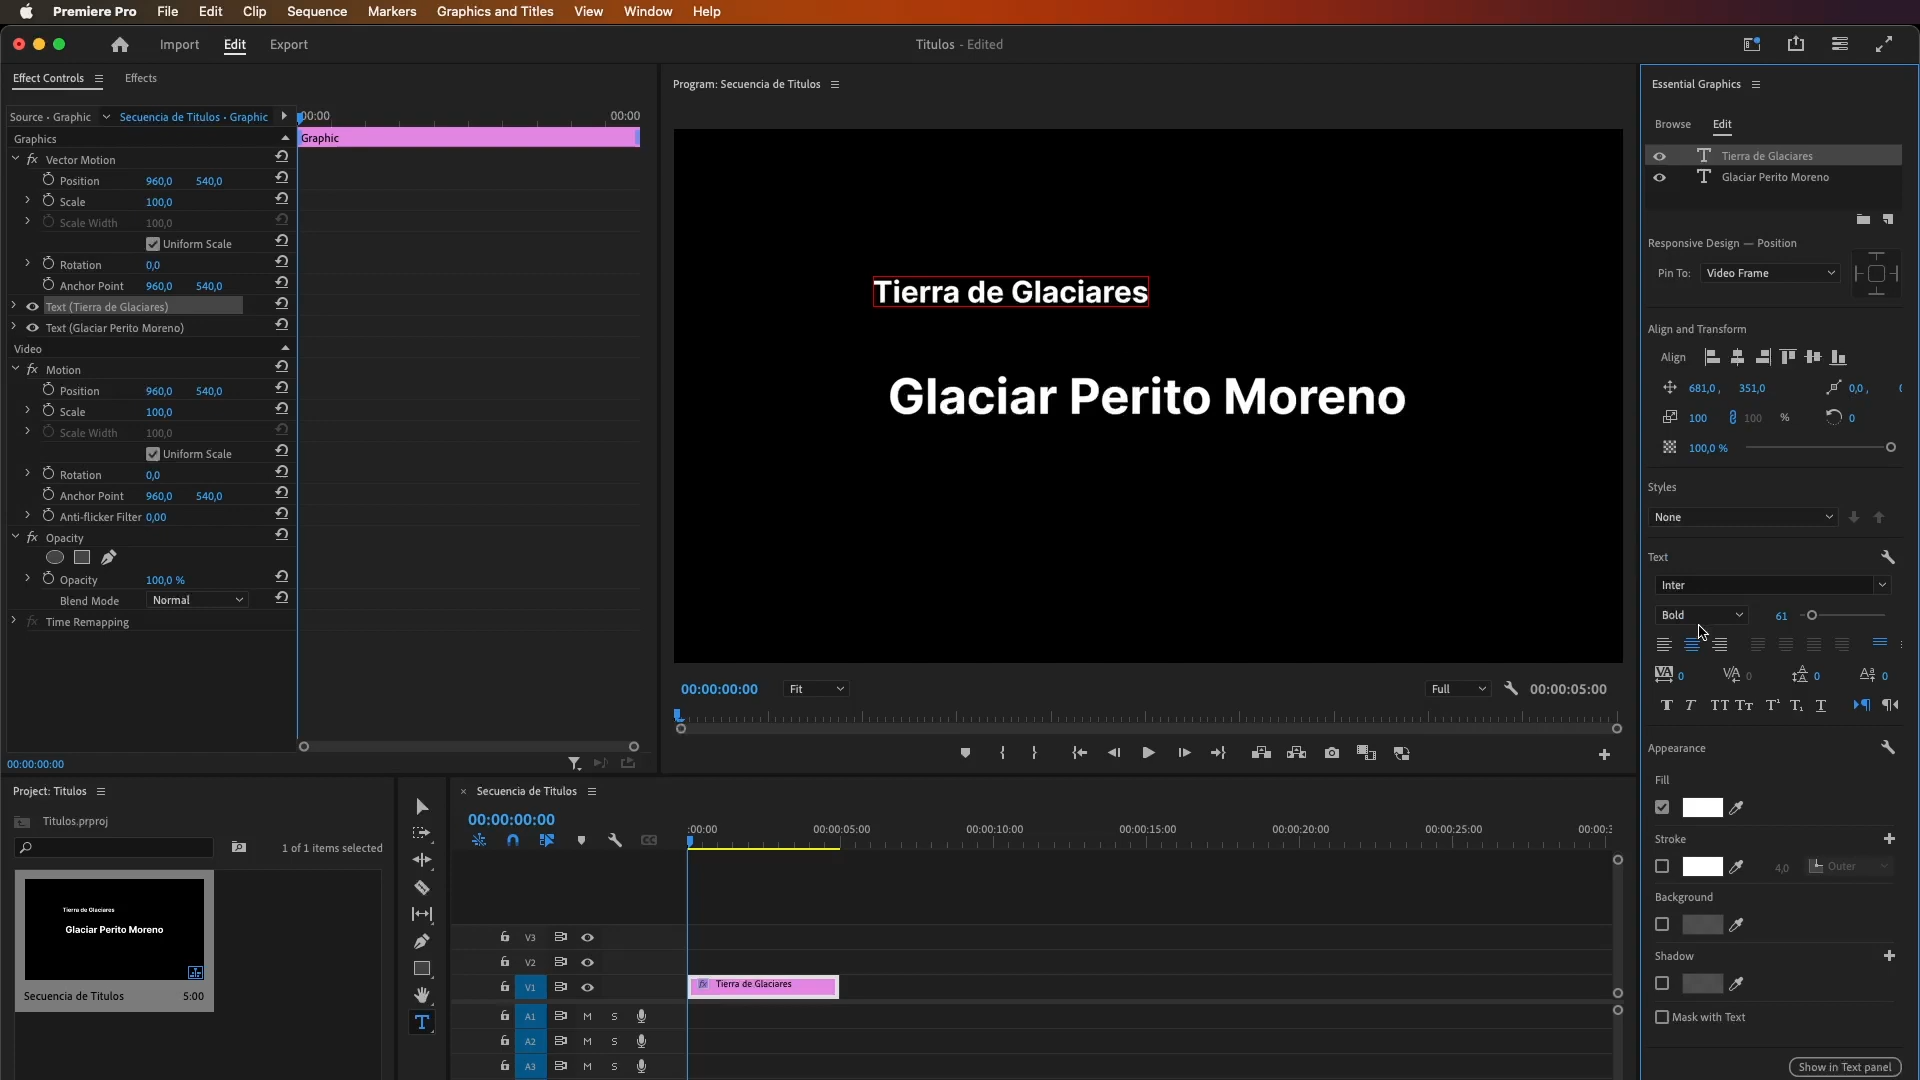 Premiere Pro File Edit Clip Sequence Markers Graphics and Titles View Window Help
Import Edit Export
Titulos - Edited
Effect Controls Effects
Source • Graphic Secuencia de Titulos • Graphic
:00:00 00:00
Graphics
Graphic
Vector Motion
Position 960,0 540,0
Scale 100,0
Scale Width 100,0
Uniform Scale
Rotation 0,0
Anchor Point 960,0 540,0
Text (Tierra de Glaciares)
Text (Glaciar Perito Moreno)
Video
Motion
Position 960,0 540,0
Scale 100,0
Scale Width 100,0
Uniform Scale
Rotation 0,0
Anchor Point 960,0 540,0
Anti-flicker Filter 0,00
Opacity
Opacity 100,0 %
Blend Mode Normal
Time Remapping
00:00:00:00
Program: Secuencia de Titulos
Tierra de Glaciares
Glaciar Perito Moreno
00:00:00:00 Fit Full 00:00:05:00
Essential Graphics
Browse Edit
Tierra de Glaciares
Glaciar Perito Moreno
Responsive Design — Position
Pin To: Video Frame
Align and Transform
Align
681,0 , 351,0 0,0 ,
100 100 % 0
100,0 %
Styles
None
Text
Inter
Bold 61
0 0 0 0
Appearance
Fill
Stroke
4,0 Outer
Background
Shadow
Mask with Text
Show in Text panel
Project: Titulos
Titulos.prproj
1 of 1 items selected
Tierra de Glaciares
Glaciar Perito Moreno
Secuencia de Titulos 5:00
× Secuencia de Titulos
00:00:00:00
:00:00 00:00:05:00 00:00:10:00 00:00:15:00 00:00:20:00 00:00:25:00 00:00:
V3
V2
V1 fx Tierra de Glaciares
A1 M S
A2 M S
A3 M S